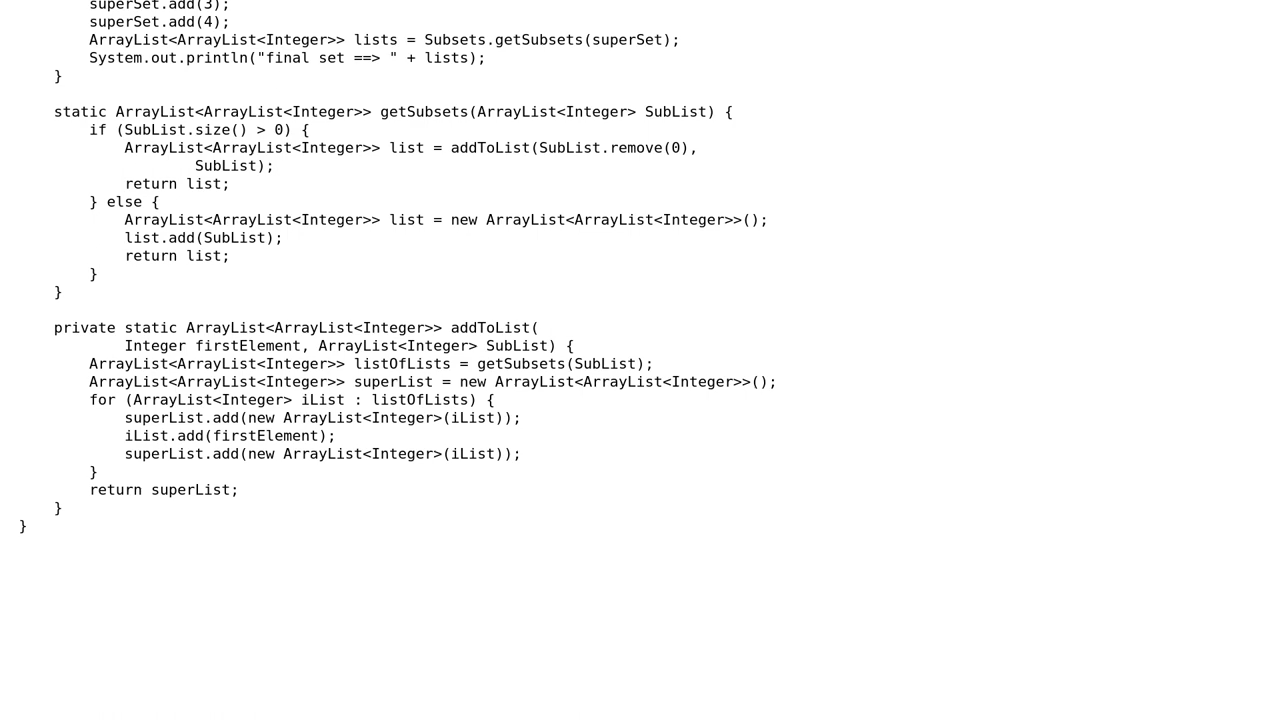 superSet.add(3);
        superSet.add(4);
        ArrayList<ArrayList<Integer>> lists = Subsets.getSubsets(superSet);
        System.out.println("final set ==> " + lists);
    }

    static ArrayList<ArrayList<Integer>> getSubsets(ArrayList<Integer> SubList) {
        if (SubList.size() > 0) {
            ArrayList<ArrayList<Integer>> list = addToList(SubList.remove(0),
                    SubList);
            return list;
        } else {
            ArrayList<ArrayList<Integer>> list = new ArrayList<ArrayList<Integer>>();
            list.add(SubList);
            return list;
        }
    }

    private static ArrayList<ArrayList<Integer>> addToList(
            Integer firstElement, ArrayList<Integer> SubList) {
        ArrayList<ArrayList<Integer>> listOfLists = getSubsets(SubList);
        ArrayList<ArrayList<Integer>> superList = new ArrayList<ArrayList<Integer>>();
        for (ArrayList<Integer> iList : listOfLists) {
            superList.add(new ArrayList<Integer>(iList));
            iList.add(firstElement);
            superList.add(new ArrayList<Integer>(iList));
        }
        return superList;
    }
}